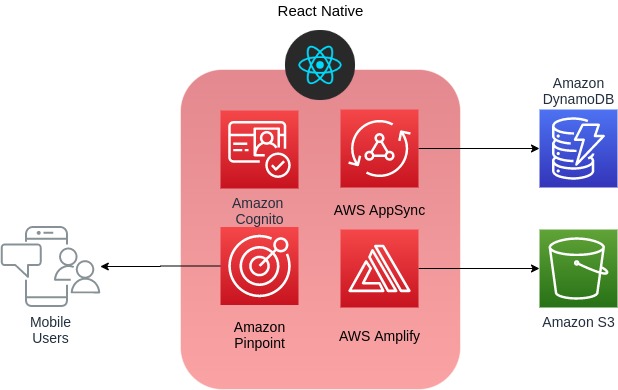 React Native
Amazon
DynamoDB
Amazon
Cognito
AWS AppSync
Mobile
Users
Amazon
Pinpoint
AWS Amplify
Amazon S3